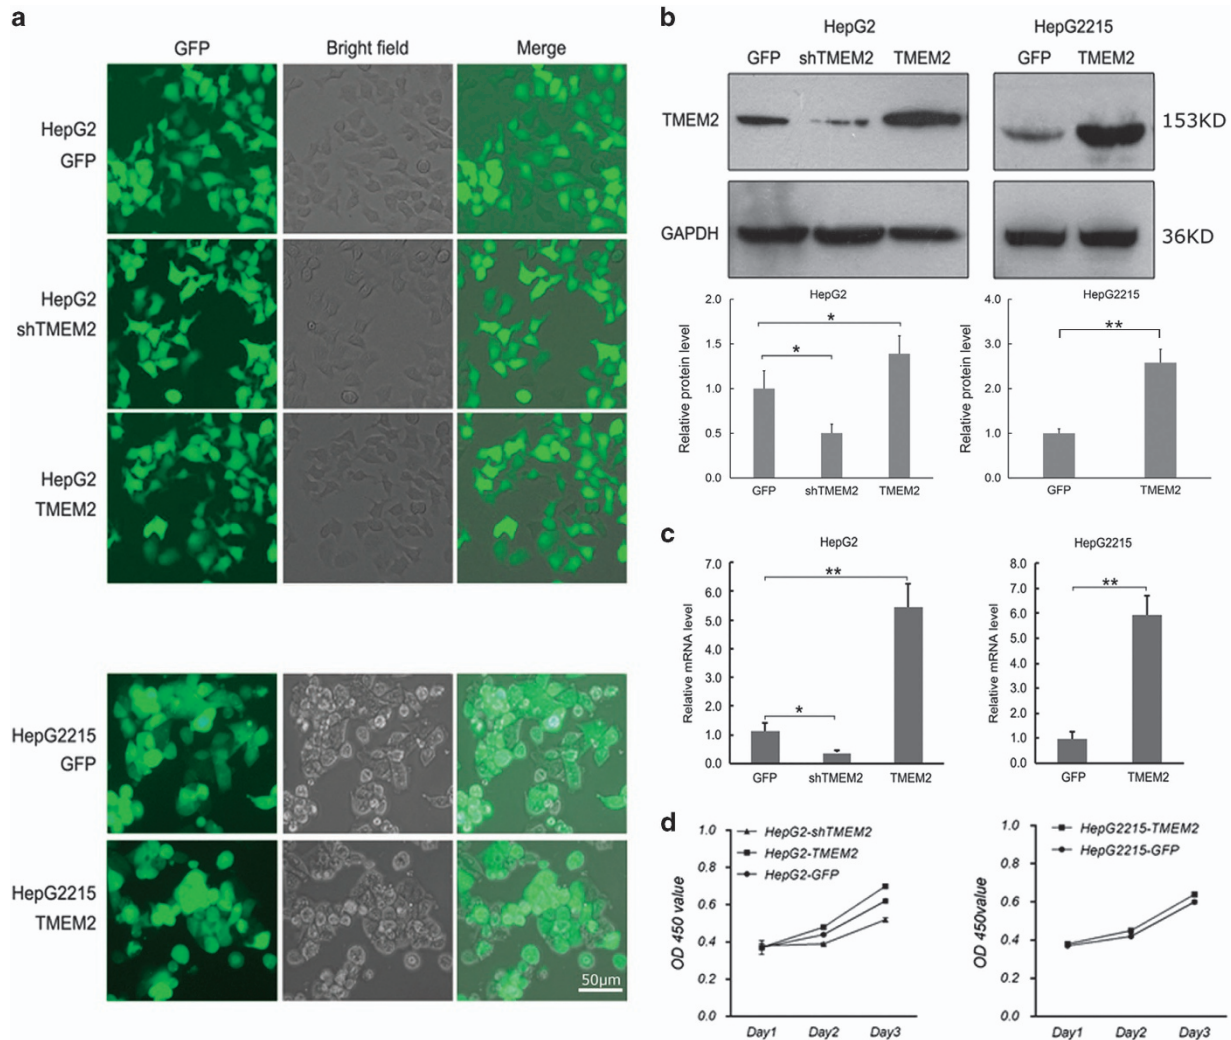 a
GFP Bright field Merge
HepG2
GFP
HepG2
shTMEM2
HepG2
TMEM2
HepG2215
GFP
HepG2215
TMEM2
50μm
b
HepG2 HepG2215
GFP shTMEM2 TMEM2 GFP TMEM2
TMEM2 153KD
GAPDH 36KD
HepG2
Relative protein level
2.0
1.5
1.0
0.5
0.0
*
*
GFP shTMEM2 TMEM2
HepG2215
Relative protein level
4.0
3.0
2.0
1.0
0.0
**
GFP TMEM2
c
HepG2
Relative mRNA level
7.0
6.0
5.0
4.0
3.0
2.0
1.0
0.0
**
*
GFP shTMEM2 TMEM2
HepG2215
Relative mRNA level
8.0
7.0
6.0
5.0
4.0
3.0
2.0
1.0
0.0
**
GFP TMEM2
d
OD 450 value
1.0
0.8
0.6
0.4
0.2
0.0
HepG2-shTMEM2
HepG2-TMEM2
HepG2-GFP
Day1 Day2 Day3
OD 450value
1.0
0.8
0.6
0.4
0.2
0.0
HepG2215-TMEM2
HepG2215-GFP
Day1 Day2 Day3